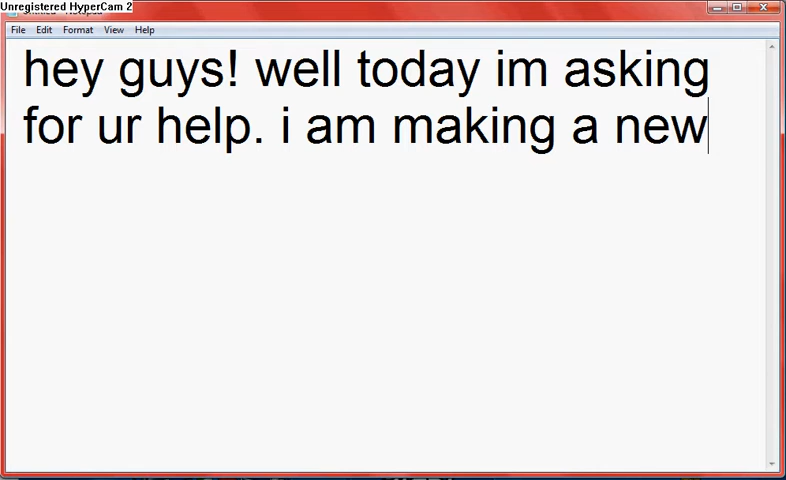 Unregistered HyperCam 2
File Edit Format View Help
hey guys! well today im asking
for ur help. i am making a new